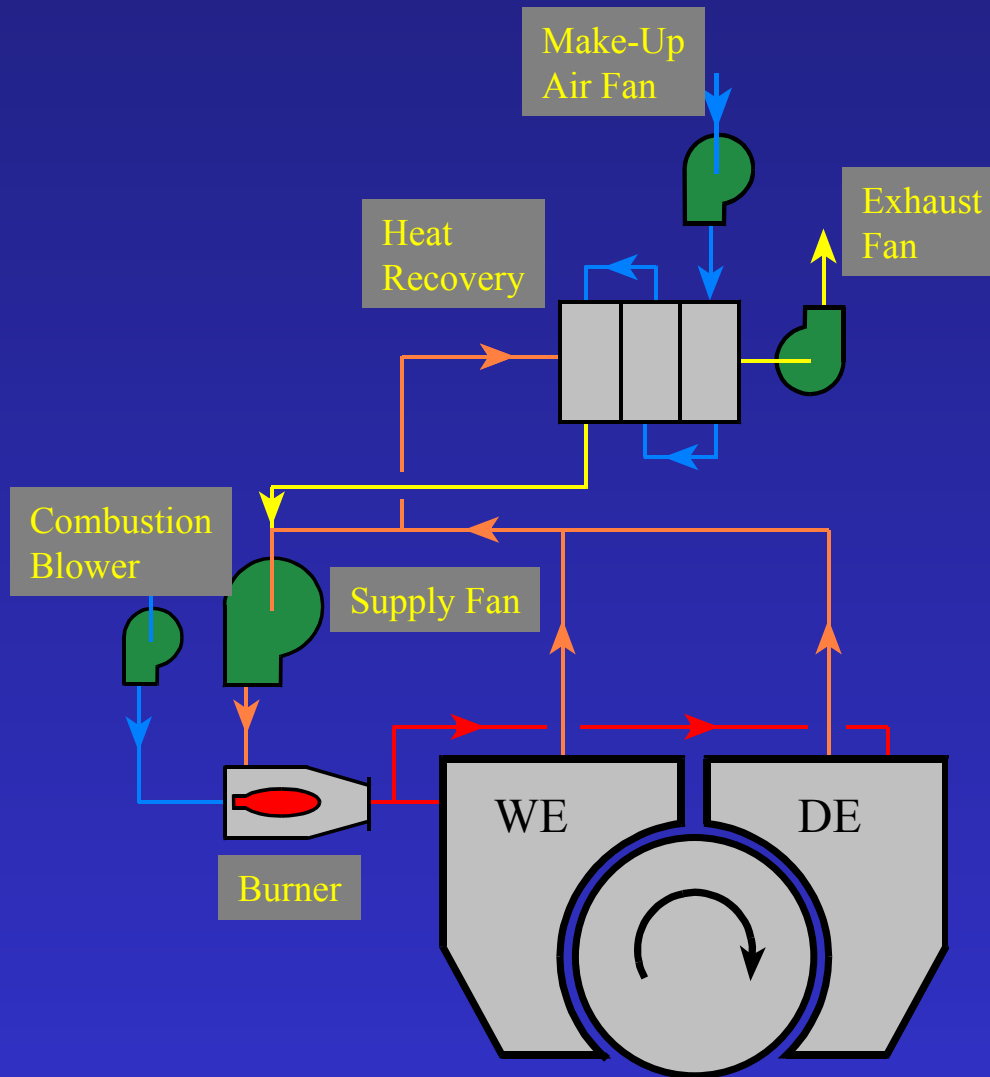 Make-Up
Air Fan
Exhaust
Fan
Heat
Recovery
Combustion
Blower
Supply Fan
WE
DE
Burner